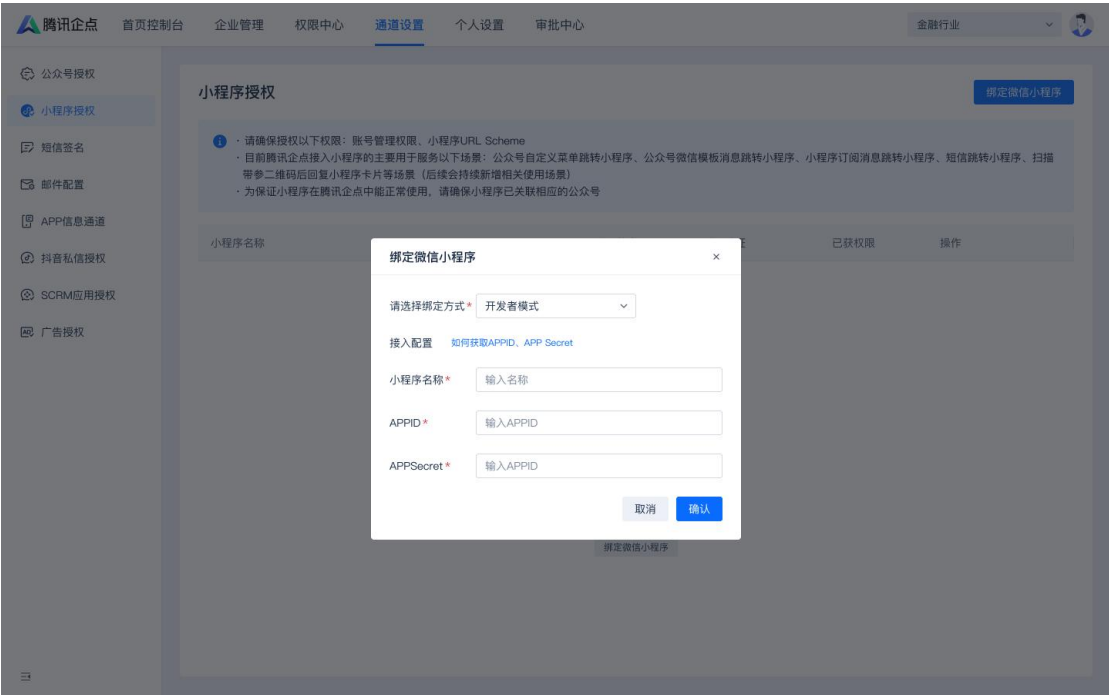 腾讯企点 首页控制台 企业管理 权限中心 通道设置 个人设置 审批中心 金融行业
公众号授权
小程序授权
短信签名
邮件配置
APP信息通道
抖音私信授权
SCRM应用授权
广告授权
小程序授权 绑定微信小程序
· 请确保授权以下权限：账号管理权限、小程序URL Scheme
· 目前腾讯企点接入小程序的主要用于服务以下场景：公众号自定义菜单跳转小程序、公众号微信模板消息跳转小程序、小程序订阅消息跳转小程序、短信跳转小程序、扫描
带参二维码后回复小程序卡片等场景（后续会持续新增相关使用场景）
· 为保证小程序在腾讯企点中能正常使用，请确保小程序已关联相应的公众号
小程序名称 已获权限 操作
绑定微信小程序 ×
请选择绑定方式* 开发者模式
接入配置 如何获取APPID、APP Secret
小程序名称* 输入名称
APPID* 输入APPID
APPSecret* 输入APPID
取消 确认
绑定微信小程序